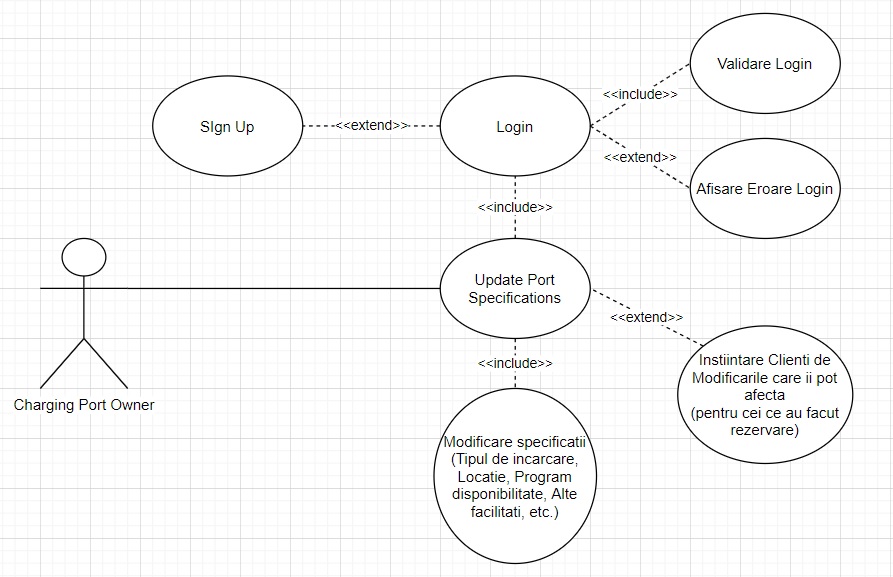 Validare Login
<<include>>
SIgn Up
<<extend>>
Login
<<extend>>
Afisare Eroare Login
<<include>>
Update Port
Specifications
<<extend>>
<<include>>
Instiintare Clienti de
Modificarile care ii pot
afecta
(pentru cei ce au facut
rezervare)
Charging Port Owner
Modificare specificatii
(Tipul de incarcare,
Locatie, Program
disponibilitate, Alte
facilitati, etc.)